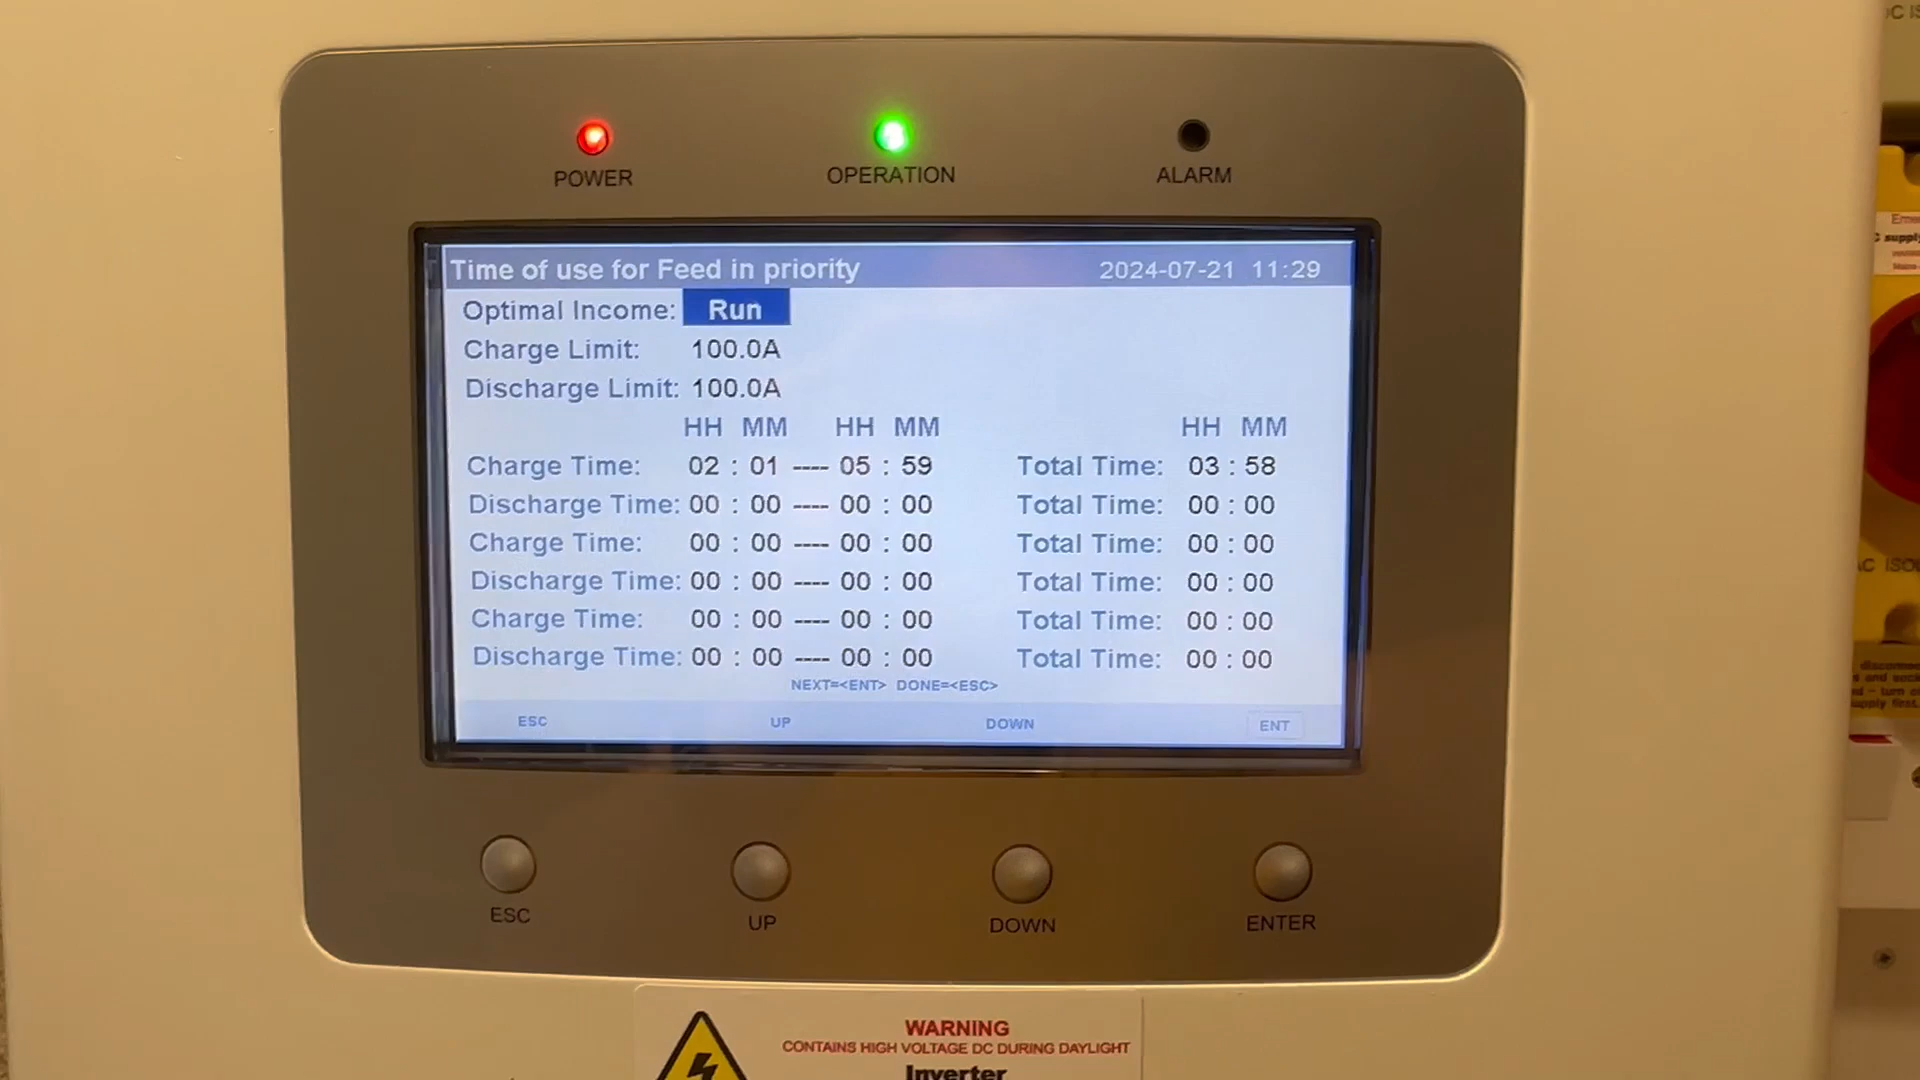 POWER
OPERATION
ALARM
Time of use for Feed in priority 2024-07-21 11:29
Optimal Income: Run
Charge Limit: 100.0A
Discharge Limit: 100.0A
HH MM HH MM HH MM
Charge Time: 02 : 01 ---- 05 : 59 Total Time: 03 : 58
Discharge Time: 00 : 00 ---- 00 : 00 Total Time: 00 : 00
Charge Time: 00 : 00 ---- 00 : 00 Total Time: 00 : 00
Discharge Time: 00 : 00 ---- 00 : 00 Total Time: 00 : 00
Charge Time: 00 : 00 ---- 00 : 00 Total Time: 00 : 00
Discharge Time: 00 : 00 ---- 00 : 00 Total Time: 00 : 00
NEXT=<ENT> DONE=<ESC>
ESC UP DOWN ENT
ESC
UP
DOWN
ENTER
WARNING
CONTAINS HIGH VOLTAGE DC DURING DAYLIGHT
Inverter
supply
- turn
supply first.